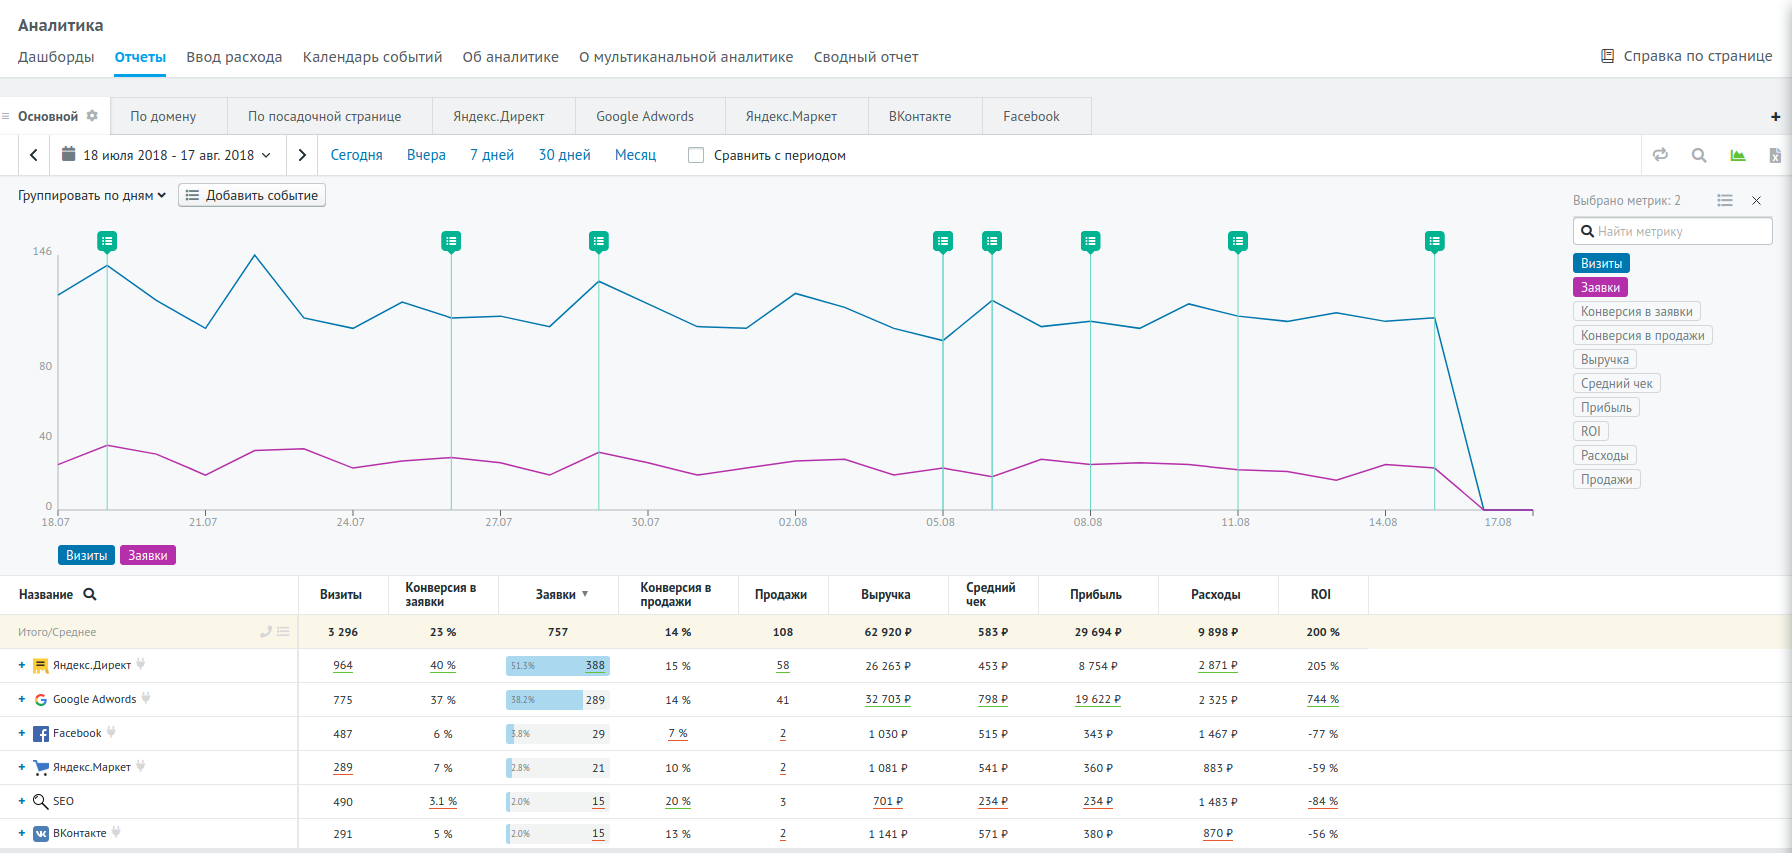 Аналитика
Дашборды Отчеты Ввод расхода Календарь событий Об аналитике О мультиканальной аналитике Сводный отчет Справка по странице
Основной По домену По посадочной странице Яндекс.Директ Google Adwords Яндекс.Маркет ВКонтакте Facebook +
18 июля 2018 - 17 авг. 2018 Сегодня Вчера 7 дней 30 дней Месяц Сравнить с периодом
Группировать по дням Добавить событие
Выбрано метрик: 2
Найти метрику
Визиты
Заявки
Конверсия в заявки
Конверсия в продажи
Выручка
Средний чек
Прибыль
ROI
Расходы
Продажи
146
80
40
0
18.07 21.07 24.07 27.07 30.07 02.08 05.08 08.08 11.08 14.08 17.08
Визиты Заявки
Название Визиты Конверсия в заявки Заявки Конверсия в продажи Продажи Выручка Средний чек Прибыль Расходы ROI
Итого/Среднее 3 296 23 % 757 14 % 108 62 920 ₽ 583 ₽ 29 694 ₽ 9 898 ₽ 200 %
+ Яндекс.Директ 964 40 % 51.3% 388 15 % 58 26 263 ₽ 453 ₽ 8 754 ₽ 2 871 ₽ 205 %
+ Google Adwords 775 37 % 38.2% 289 14 % 41 32 703 ₽ 798 ₽ 19 622 ₽ 2 325 ₽ 744 %
+ Facebook 487 6 % 3.8% 29 7 % 2 1 030 ₽ 515 ₽ 343 ₽ 1 467 ₽ -77 %
+ Яндекс.Маркет 289 7 % 2.8% 21 10 % 2 1 081 ₽ 541 ₽ 360 ₽ 883 ₽ -59 %
+ SEO 490 3.1 % 2.0% 15 20 % 3 701 ₽ 234 ₽ 234 ₽ 1 483 ₽ -84 %
+ ВКонтакте 291 5 % 2.0% 15 13 % 2 1 141 ₽ 571 ₽ 380 ₽ 870 ₽ -56 %